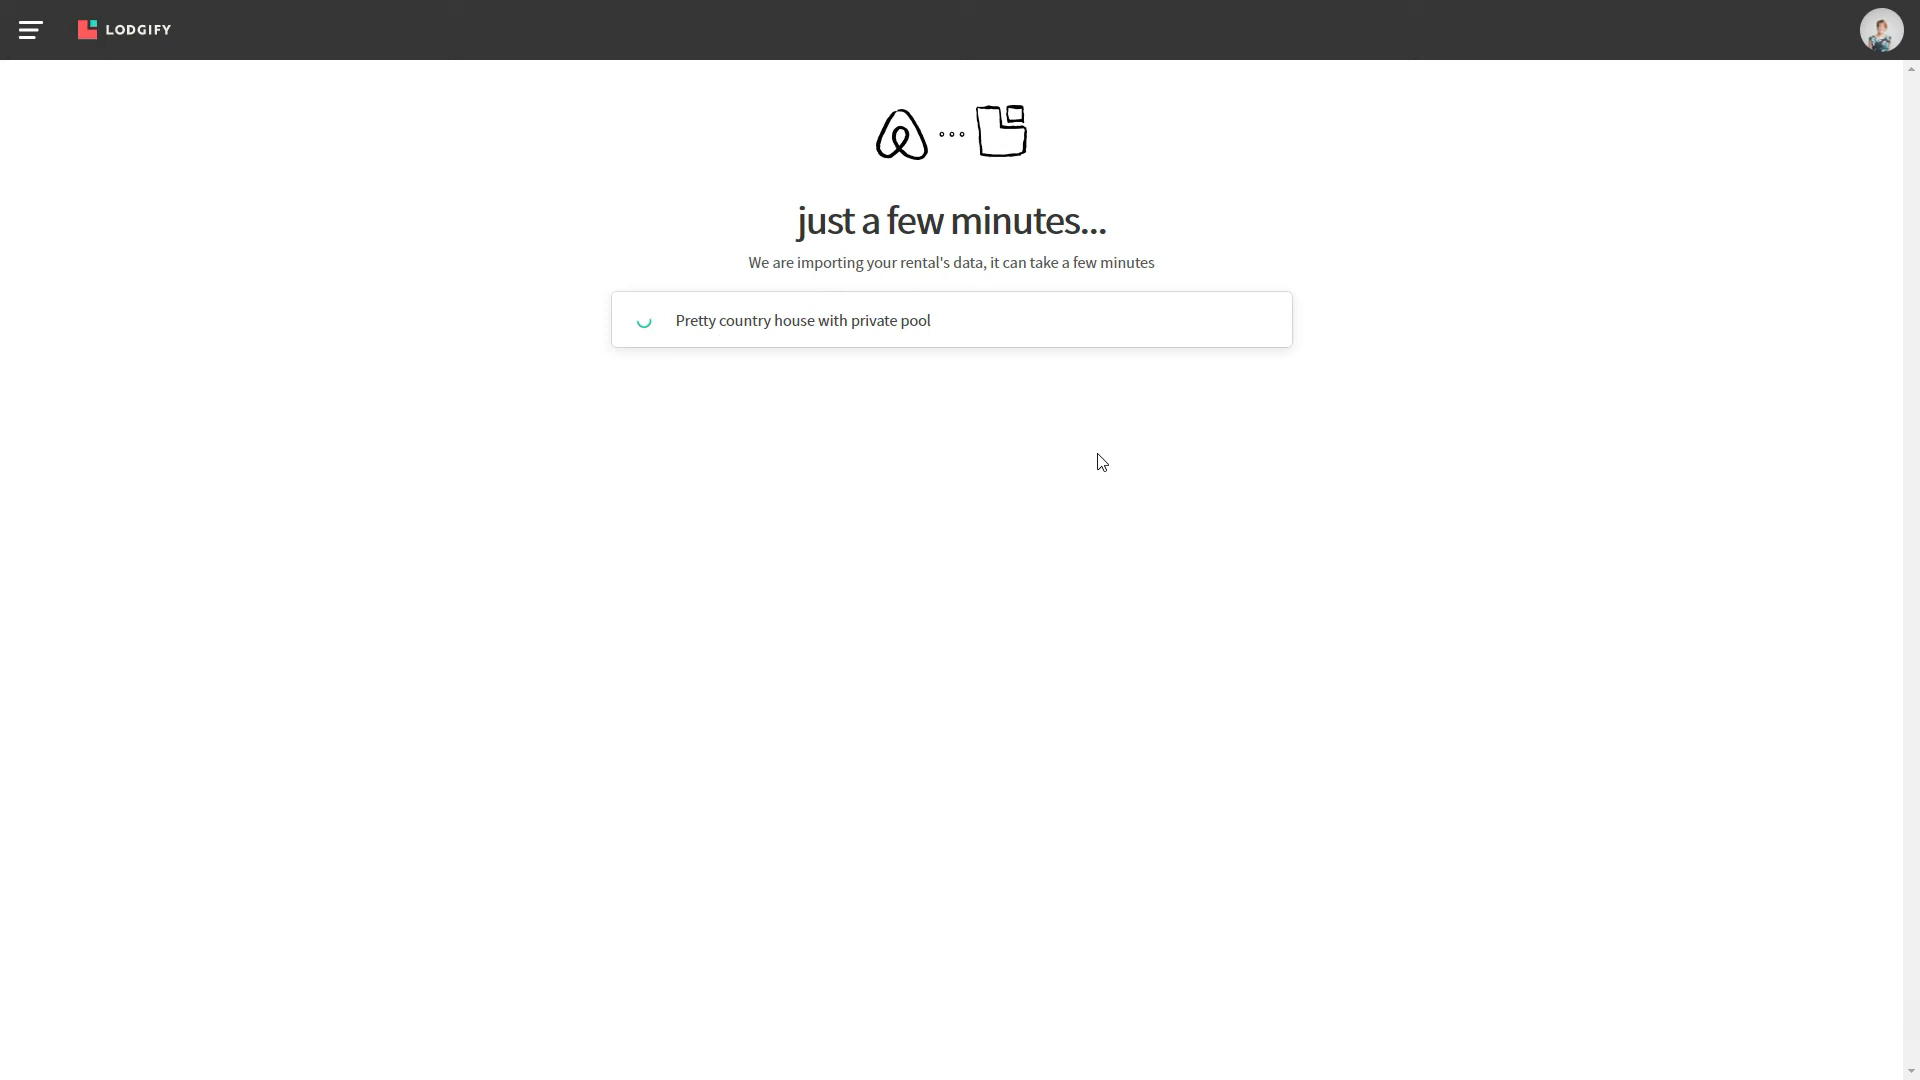 LODGIFY
just a few minutes...
We are importing your rental's data, it can take a few minutes
Pretty country house with private pool